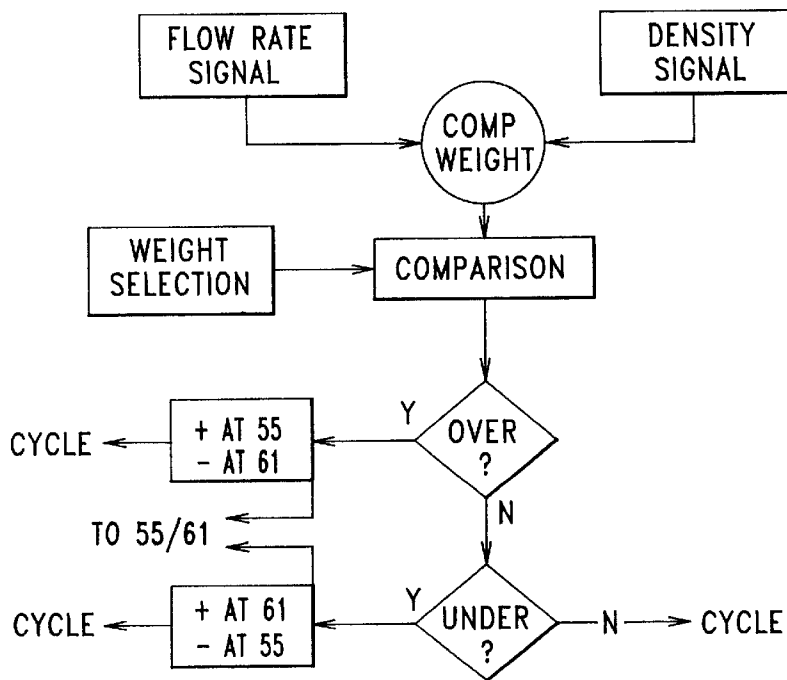 FLOW RATE
SIGNAL
DENSITY
SIGNAL
COMP
WEIGHT
WEIGHT
SELECTION
COMPARISON
Y
OVER
?
+ AT 55
- AT 61
CYCLE
N
TO 55/61
Y
UNDER
?
N
CYCLE
+ AT 61
- AT 55
CYCLE